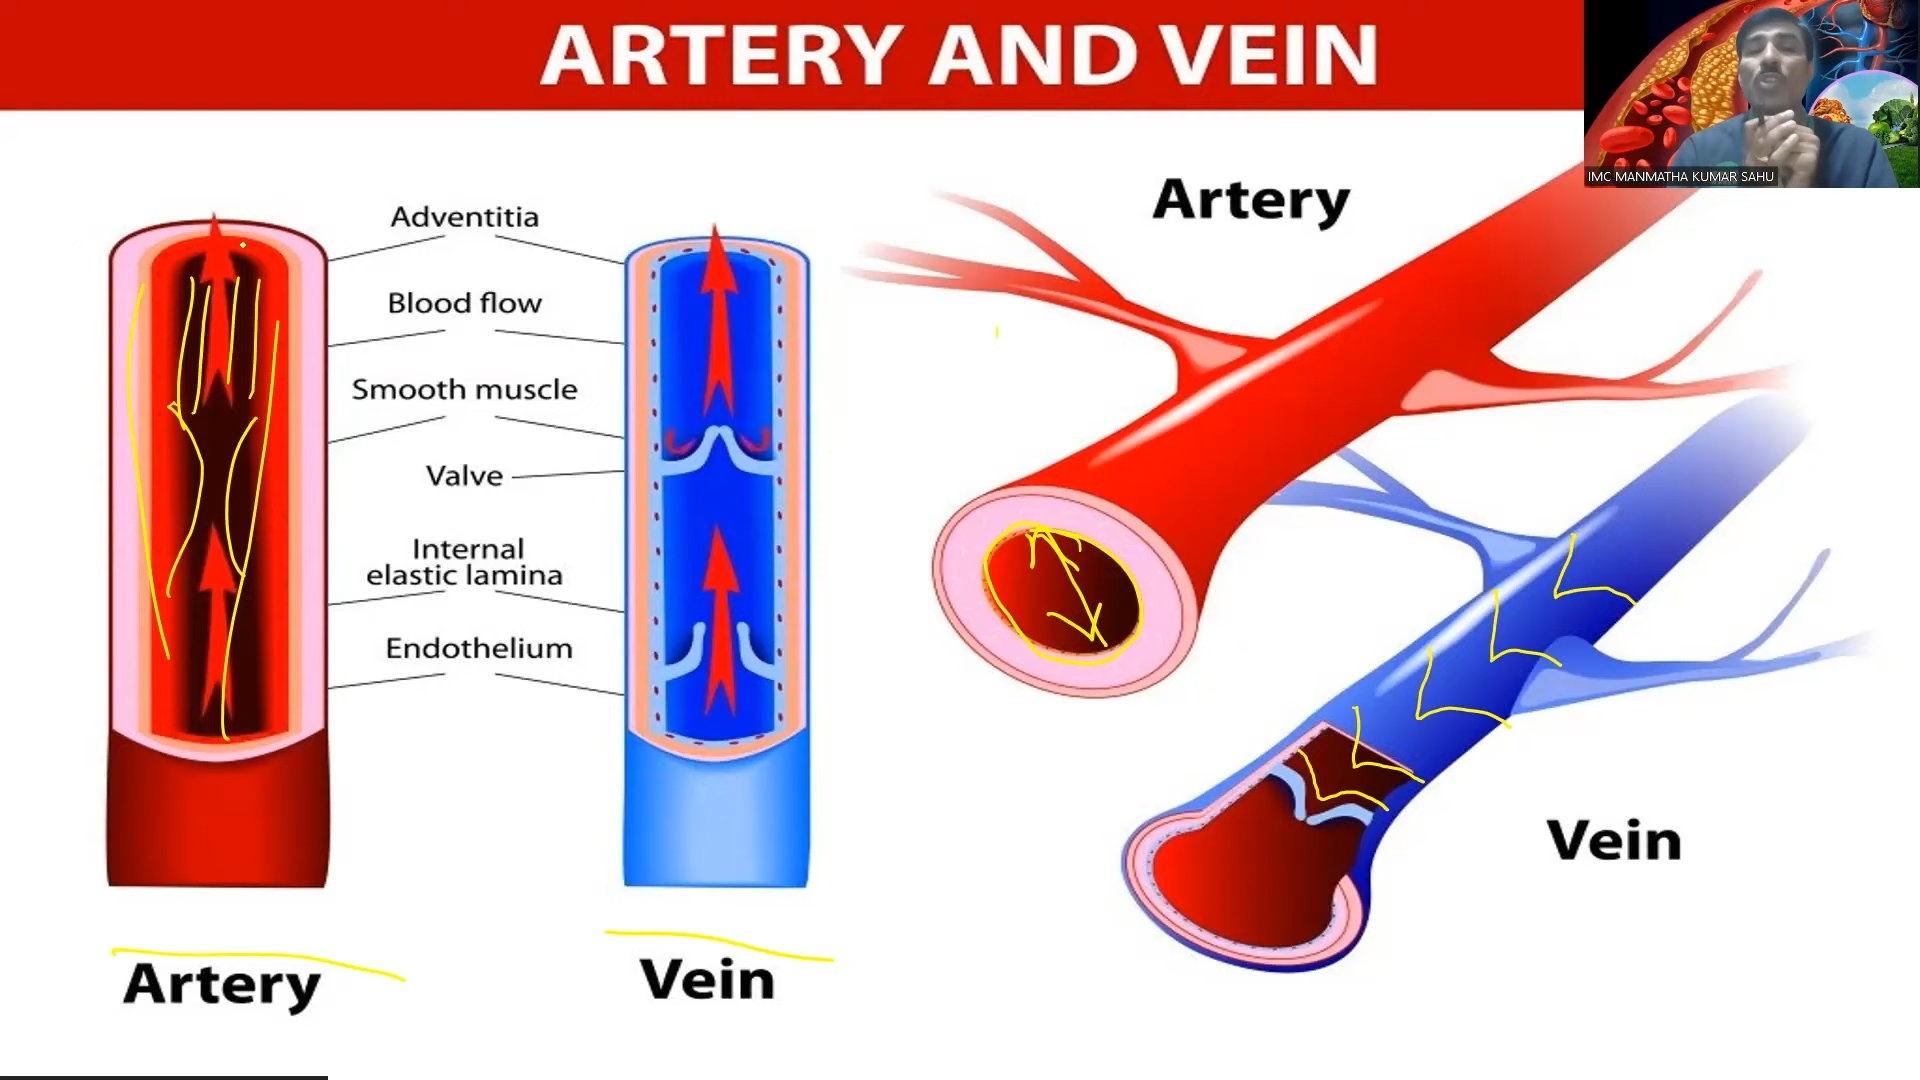 ARTERY AND VEIN
IMC MANMATHA KUMAR SAHU
Artery
Adventitia
Blood flow
Smooth muscle
Valve
Internal
elastic lamina
Endothelium
Vein
Artery
Vein